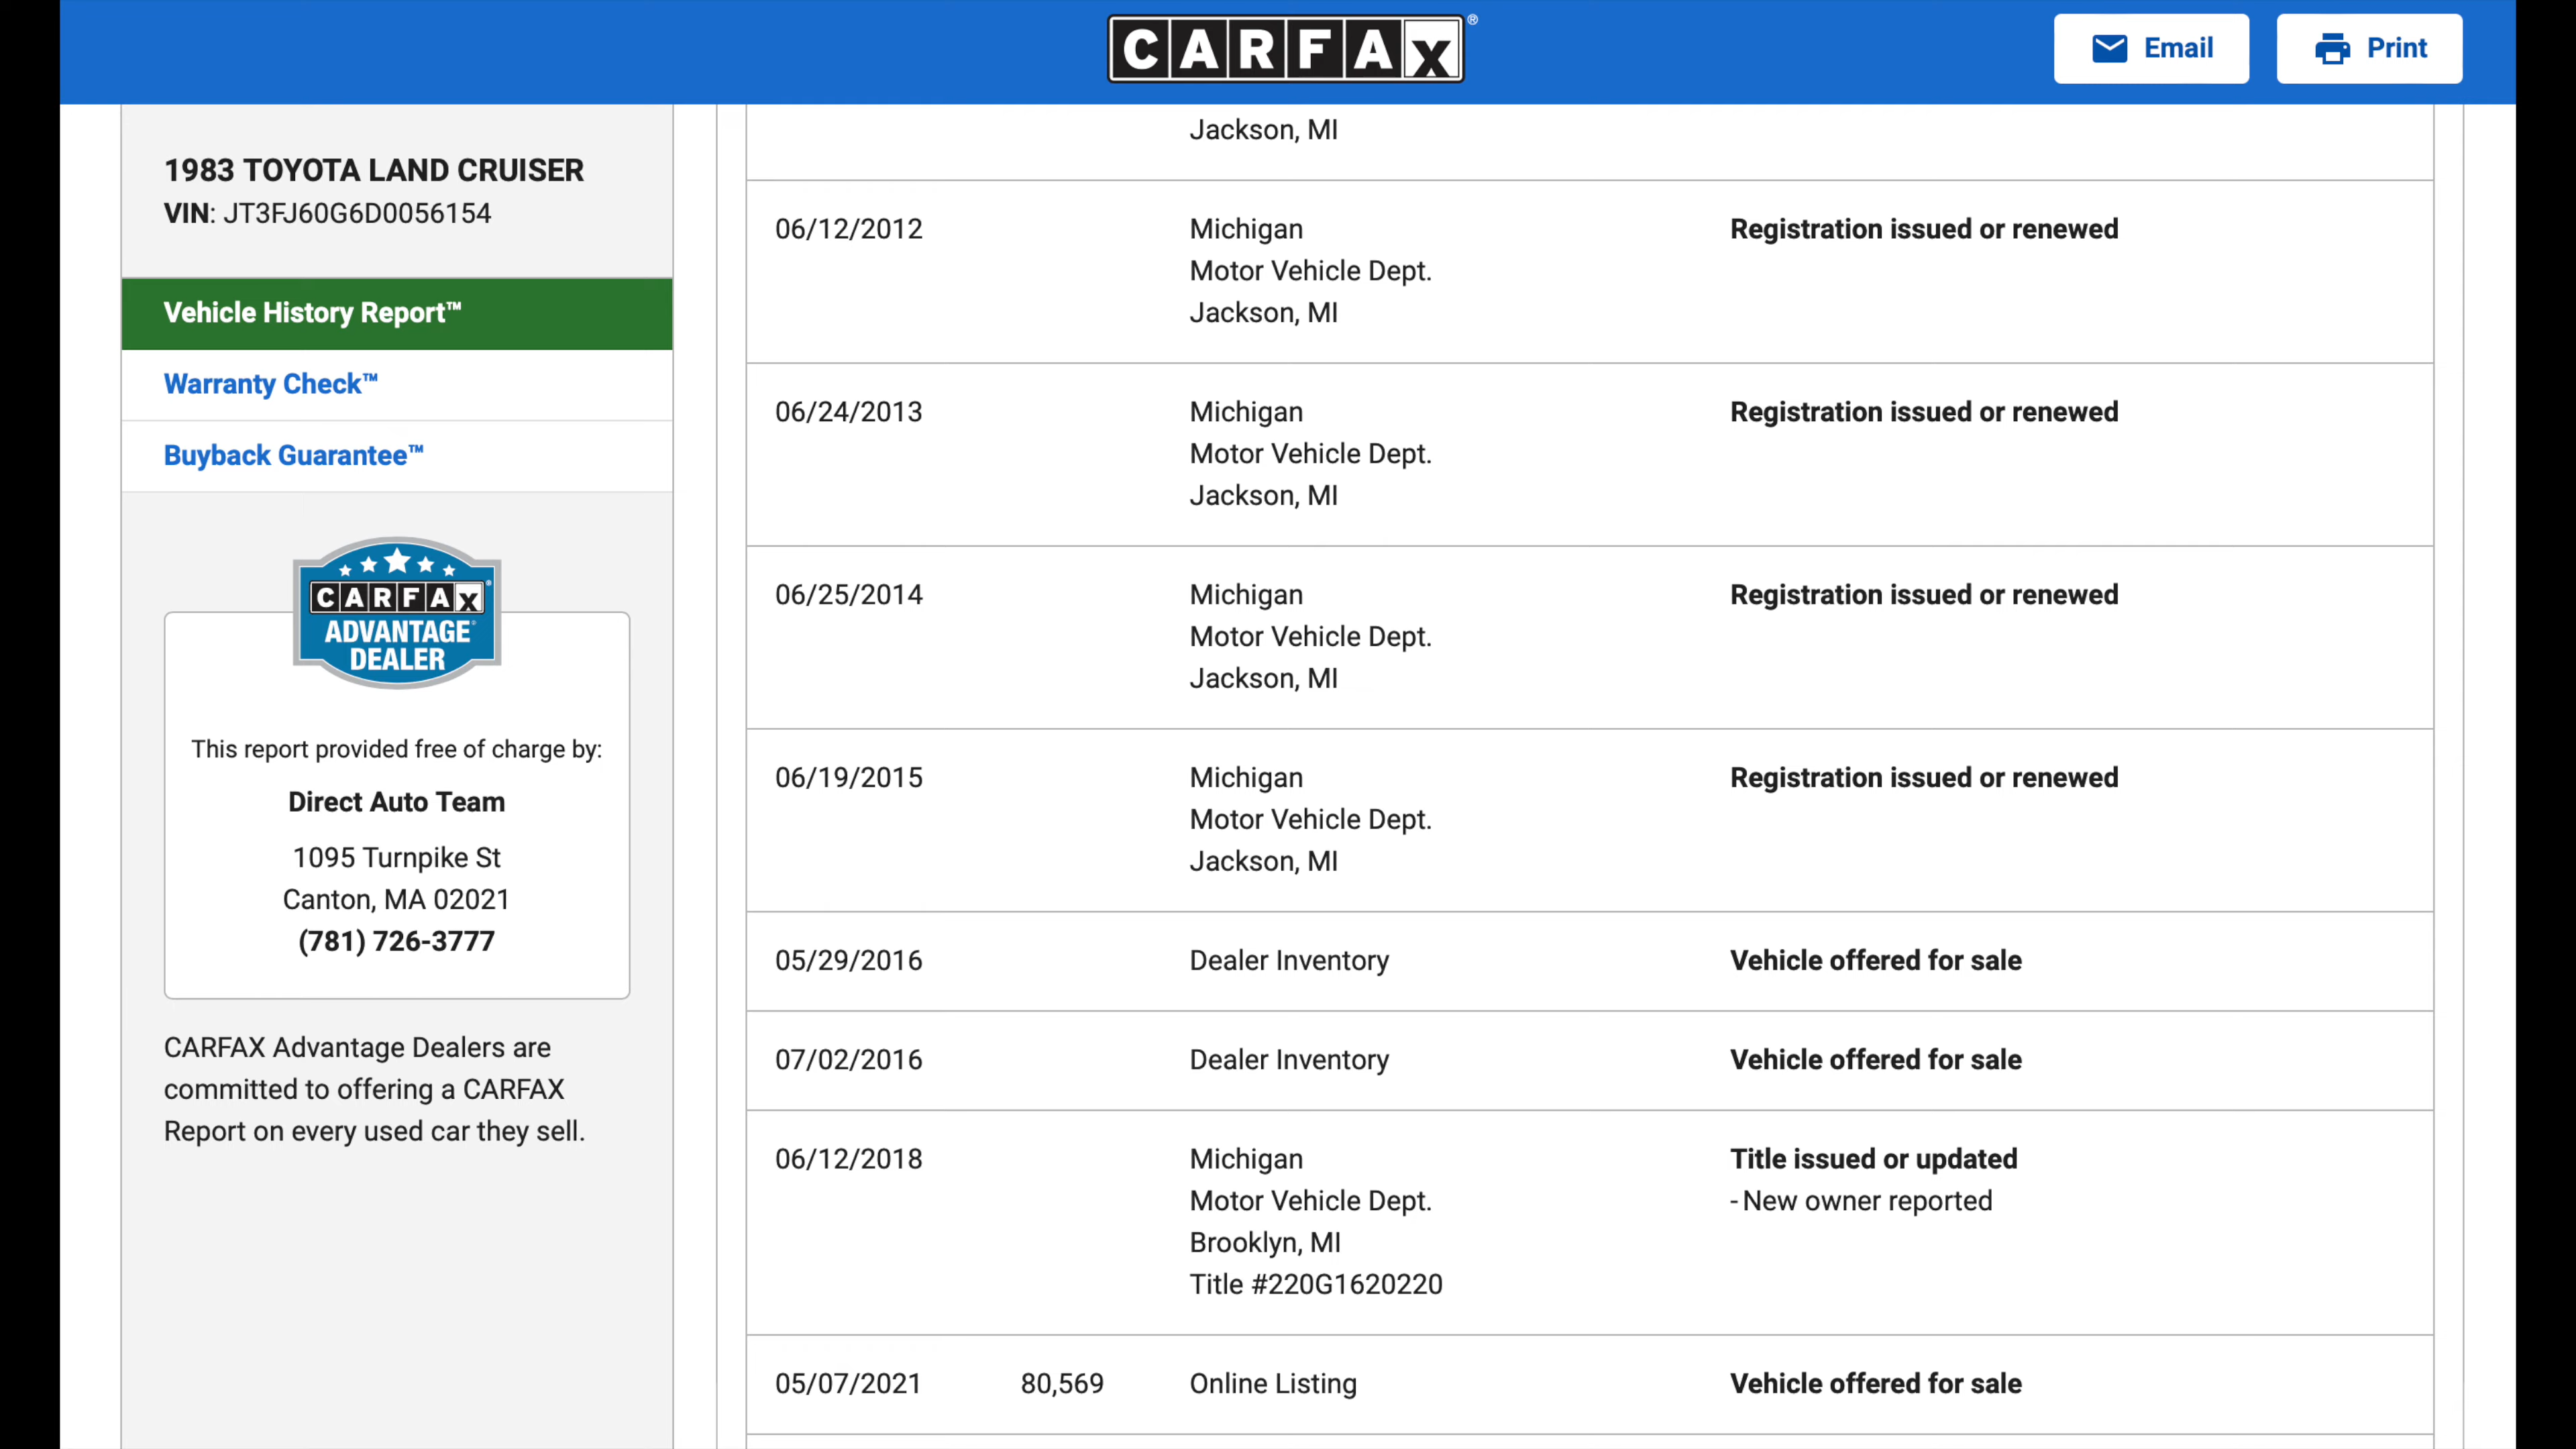 CARFAX®
Email
Print
1983 TOYOTA LAND CRUISER
VIN: JT3FJ60G6D0056154
Vehicle History Report™
Warranty Check™
Buyback Guarantee™
CARFAX®
ADVANTAGE®
DEALER
This report provided free of charge by:
Direct Auto Team
1095 Turnpike St
Canton, MA 02021
(781) 726-3777
CARFAX Advantage Dealers are
committed to offering a CARFAX
Report on every used car they sell.
Jackson, MI
06/12/2012 Michigan Registration issued or renewed
Motor Vehicle Dept.
Jackson, MI
06/24/2013 Michigan Registration issued or renewed
Motor Vehicle Dept.
Jackson, MI
06/25/2014 Michigan Registration issued or renewed
Motor Vehicle Dept.
Jackson, MI
06/19/2015 Michigan Registration issued or renewed
Motor Vehicle Dept.
Jackson, MI
05/29/2016 Dealer Inventory Vehicle offered for sale
07/02/2016 Dealer Inventory Vehicle offered for sale
06/12/2018 Michigan Title issued or updated
Motor Vehicle Dept. - New owner reported
Brooklyn, MI
Title #220G1620220
05/07/2021 80,569 Online Listing Vehicle offered for sale